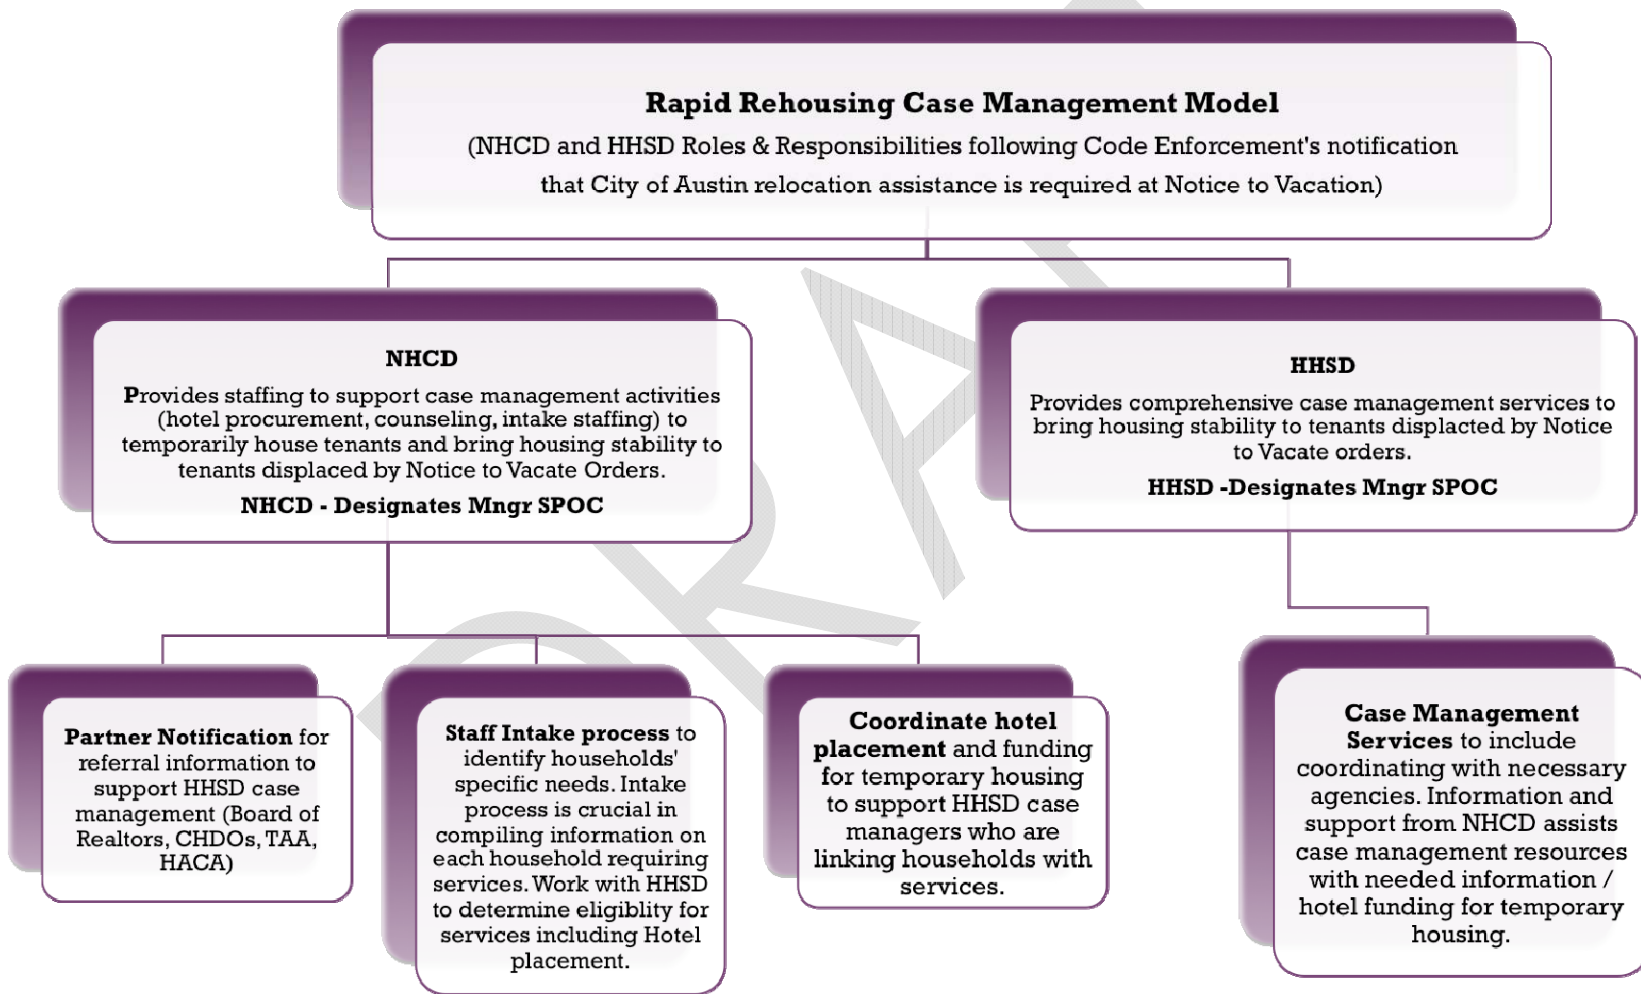 Rapid Rehousing Case Management Model
(NHCD and HHSD Roles & Responsibilities following Code Enforcement's notification
that City of Austin relocation assistance is required at Notice to Vacation)
NHCD
Provides staffing to support case management activities
(hotel procurement, counseling, intake staffing) to
temporarily house tenants and bring housing stability to
tenants displaced by Notice to Vacate Orders.
NHCD - Designates Mngr SPOC
HHSD
Provides comprehensive case management services to
bring housing stability to tenants displacted by Notice
to Vacate orders.
HHSD -Designates Mngr SPOC
Partner Notification for
referral information to
support HHSD case
management (Board of
Realtors, CHDOs, TAA,
HACA)
Staff Intake process to
identify households'
specific needs. Intake
process is crucial in
compiling information on
each household requiring
services. Work with HHSD
to determine eligiblity for
services including Hotel
placement.
Coordinate hotel
placement and funding
for temporary housing
to support HHSD case
managers who are
linking households with
services.
Case Management
Services to include
coordinating with necessary
agencies. Information and
support from NHCD assists
case management resources
with needed information /
hotel funding for temporary
housing.